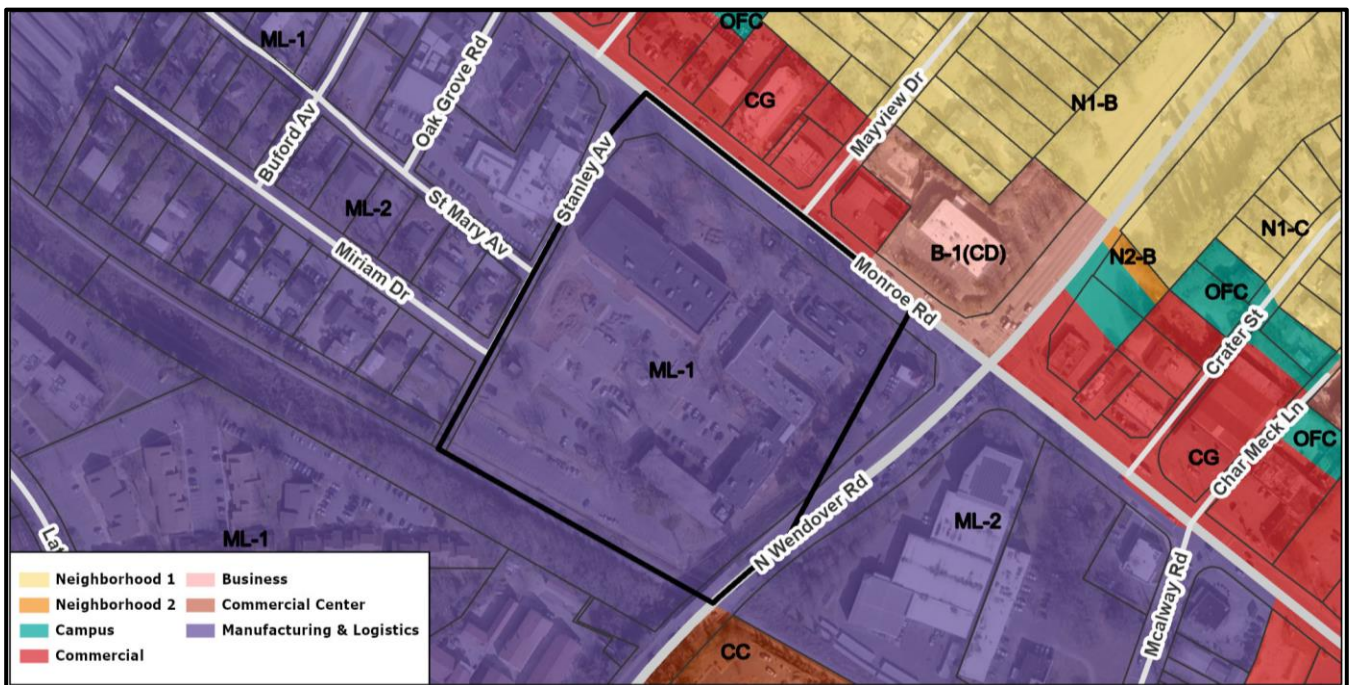 OFC
ML-1
CG
N1-B
Buford Av
Oak Grove Rd
Stanley Av
Mayview Dr
ML-2
St Mary Av
Miriam Dr
B-1(CD)
Monroe Rd
N2-B
N1-C
OFC
Crater St
ML-1
Char Meck Ln
OFC
CG
N Wendover Rd
ML-2
ML-1
Mcalway Rd
CC
Neighborhood 1
Neighborhood 2
Campus
Commercial
Business
Commercial Center
Manufacturing & Logistics